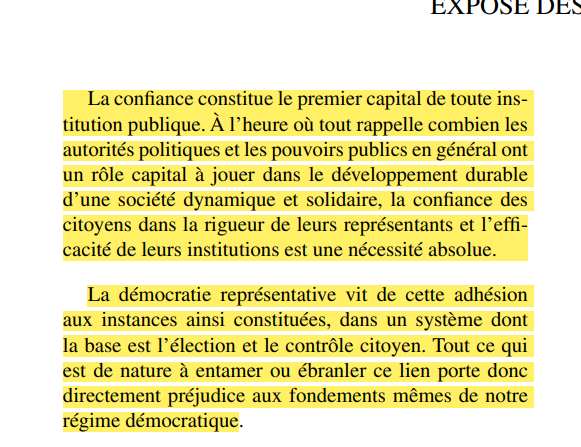 EXPOSÉ DES
La confiance constitue le premier capital de toute ins-
titution publique. À l’heure où tout rappelle combien les
autorités politiques et les pouvoirs publics en général ont
un rôle capital à jouer dans le développement durable
d’une société dynamique et solidaire, la confiance des
citoyens dans la rigueur de leurs représentants et l’effi-
cacité de leurs institutions est une nécessité absolue.
La démocratie représentative vit de cette adhésion
aux instances ainsi constituées, dans un système dont
la base est l’élection et le contrôle citoyen. Tout ce qui
est de nature à entamer ou ébranler ce lien porte donc
directement préjudice aux fondements mêmes de notre
régime démocratique.